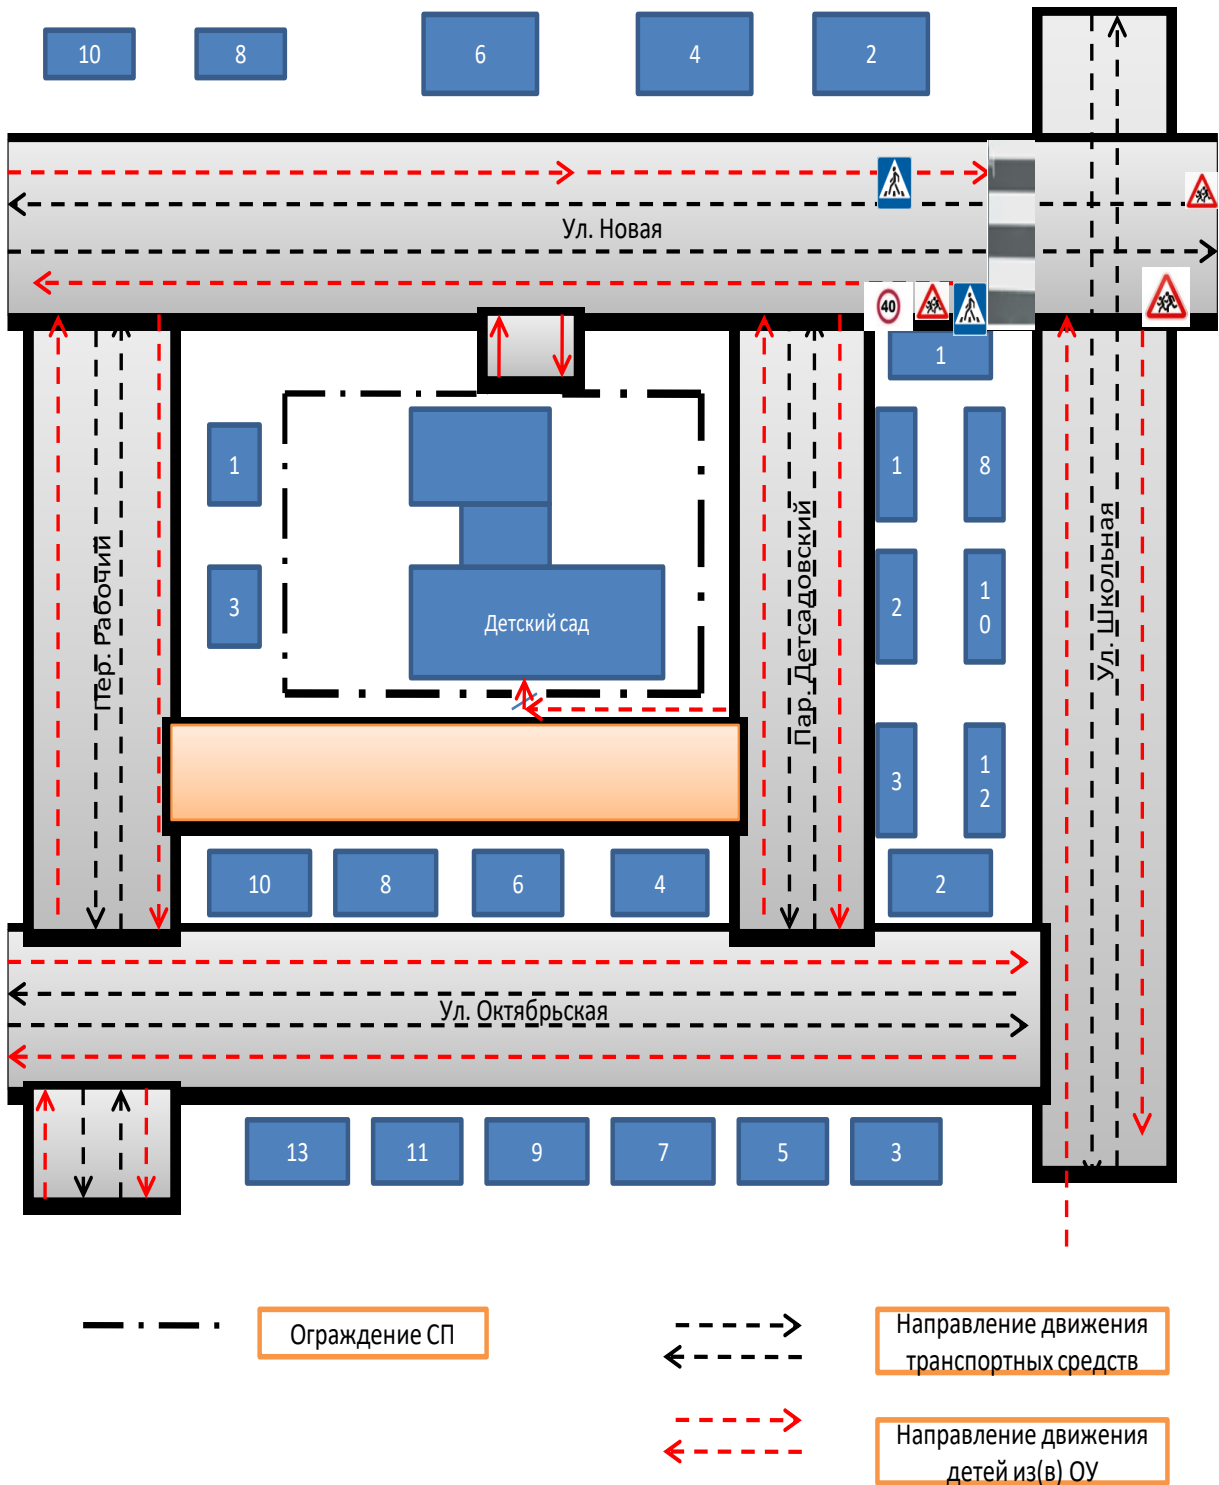 10
8
6
4
2
Ул. Новая
40
1
1
8
1
3
2
1
0
Детский сад
Пер. Рабочий
Пар. Детсадовский
Ул. Школьная
3
1
2
10
8
6
4
2
Ул. Октябрьская
13
11
9
7
5
3
Ограждение СП
Направление движения
транспортных средств
Направление движения
детей из(в) ОУ